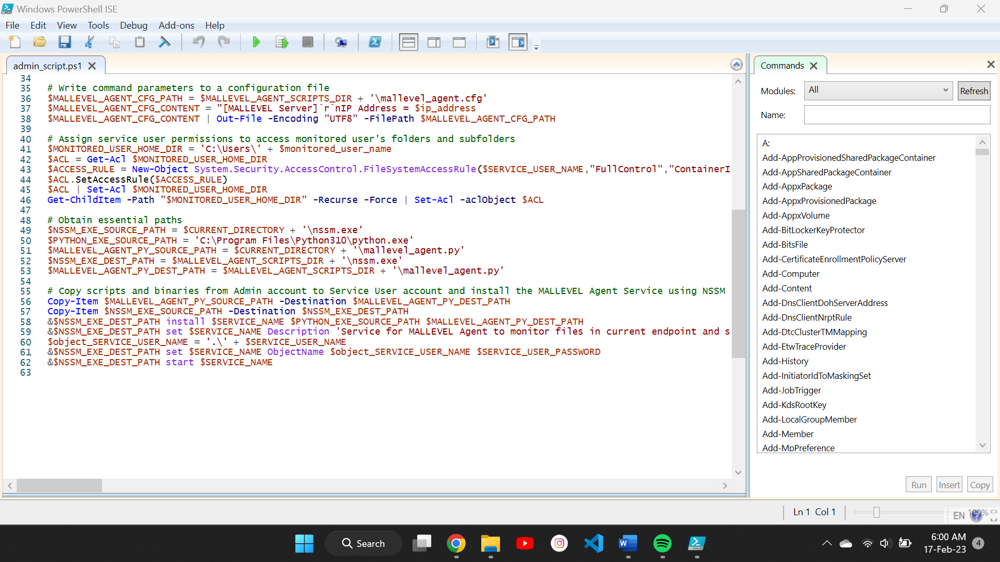 Windows PowerShell ISE
File Edit View Tools Debug Add-ons Help
admin_script.ps1
34
35 # Write command parameters to a configuration file
36 $MALLEVEL_AGENT_CFG_PATH = $MALLEVEL_AGENT_SCRIPTS_DIR + '\mallevel_agent.cfg'
37 $MALLEVEL_AGENT_CFG_CONTENT = "[MALLEVEL Server]`r`nIP Address = $ip_address
38 $MALLEVEL_AGENT_CFG_CONTENT | Out-File -Encoding "UTF8" -FilePath $MALLEVEL_AGENT_CFG_PATH
39
40 # Assign service user permissions to access monitored user's folders and subfolders
41 $MONITORED_USER_HOME_DIR = 'C:\Users\' + $monitored_user_name
42 $ACL = Get-Acl $MONITORED_USER_HOME_DIR
43 $ACCESS_RULE = New-Object System.Security.AccessControl.FileSystemAccessRule($SERVICE_USER_NAME,"FullControl","ContainerI
44 $ACL.SetAccessRule($ACCESS_RULE)
45 $ACL | Set-Acl $MONITORED_USER_HOME_DIR
46 Get-ChildItem -Path "$MONITORED_USER_HOME_DIR" -Recurse -Force | Set-Acl -aclObject $ACL
47
48 # Obtain essential paths
49 $NSSM_EXE_SOURCE_PATH = $CURRENT_DIRECTORY + '\nssm.exe'
50 $PYTHON_EXE_SOURCE_PATH = 'C:\Program Files\Python310\python.exe'
51 $MALLEVEL_AGENT_PY_SOURCE_PATH = $CURRENT_DIRECTORY + '\mallevel_agent.py'
52 $NSSM_EXE_DEST_PATH = $MALLEVEL_AGENT_SCRIPTS_DIR + '\nssm.exe'
53 $MALLEVEL_AGENT_PY_DEST_PATH = $MALLEVEL_AGENT_SCRIPTS_DIR + '\mallevel_agent.py'
54
55 # Copy scripts and binaries from Admin account to Service User account and install the MALLEVEL Agent Service using NSSM
56 Copy-Item $MALLEVEL_AGENT_PY_SOURCE_PATH -Destination $MALLEVEL_AGENT_PY_DEST_PATH
57 Copy-Item $NSSM_EXE_SOURCE_PATH -Destination $NSSM_EXE_DEST_PATH
58 &$NSSM_EXE_DEST_PATH install $SERVICE_NAME $PYTHON_EXE_SOURCE_PATH $MALLEVEL_AGENT_PY_DEST_PATH
59 &$NSSM_EXE_DEST_PATH set $SERVICE_NAME Description 'Service for MALLEVEL Agent to monitor files in current endpoint and s
60 $object_SERVICE_USER_NAME = '.\' + $SERVICE_USER_NAME
61 &$NSSM_EXE_DEST_PATH set $SERVICE_NAME ObjectName $object_SERVICE_USER_NAME $SERVICE_USER_PASSWORD
62 &$NSSM_EXE_DEST_PATH start $SERVICE_NAME
63
Commands
Modules: All Refresh
Name:
A:
Add-AppProvisionedSharedPackageContainer
Add-AppSharedPackageContainer
Add-AppxPackage
Add-AppxProvisionedPackage
Add-AppxVolume
Add-BitLockerKeyProtector
Add-BitsFile
Add-CertificateEnrollmentPolicyServer
Add-Computer
Add-Content
Add-DnsClientDohServerAddress
Add-DnsClientNrptRule
Add-DtcClusterTMMapping
Add-EtwTraceProvider
Add-History
Add-InitiatorIdToMaskingSet
Add-JobTrigger
Add-KdsRootKey
Add-LocalGroupMember
Add-Member
Add-MpPreference
Run Insert Copy
Ln 1 Col 1
EN 100%
Search
W
6:00 AM
17-Feb-23
4